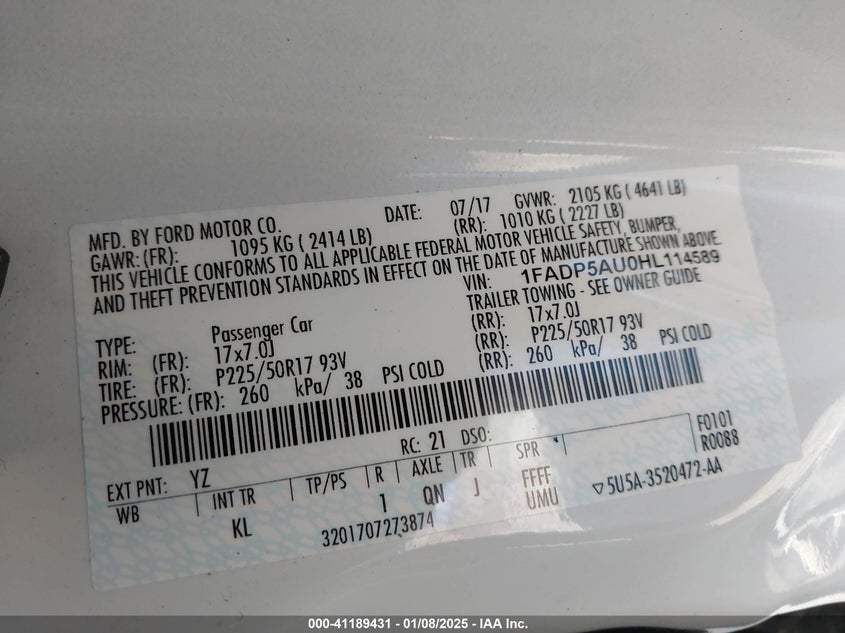 MFD. BY FORD MOTOR CO. DATE: 07/17 GVWR: 2105 KG ( 4641 LB)
GAWR: (FR): 1095 KG ( 2414 LB) (RR): 1010 KG ( 2227 LB)
THIS VEHICLE CONFORMS TO ALL APPLICABLE FEDERAL MOTOR VEHICLE SAFETY, BUMPER,
AND THEFT PREVENTION STANDARDS IN EFFECT ON THE DATE OF MANUFACTURE SHOWN ABOVE.
VIN: 1FADP5AU0HL114589
TYPE: Passenger Car TRAILER TOWING - SEE OWNER GUIDE
RIM: (FR): 17x7.0J (RR): 17x7.0J
TIRE: (FR): P225/50R17 93V (RR): P225/50R17 93V
PRESSURE: (FR): 260 kPa/ 38 PSI COLD (RR): 260 kPa/ 38 PSI COLD
EXT PNT: YZ RC: 21 DSO: F0101
WB INT TR TP/PS R AXLE TR SPR R0088
KL 1 QN J FFFF
UMU
3201707273874 ▽5U5A-3520472-AA
000-41189431 - 01/08/2025 - IAA Inc.